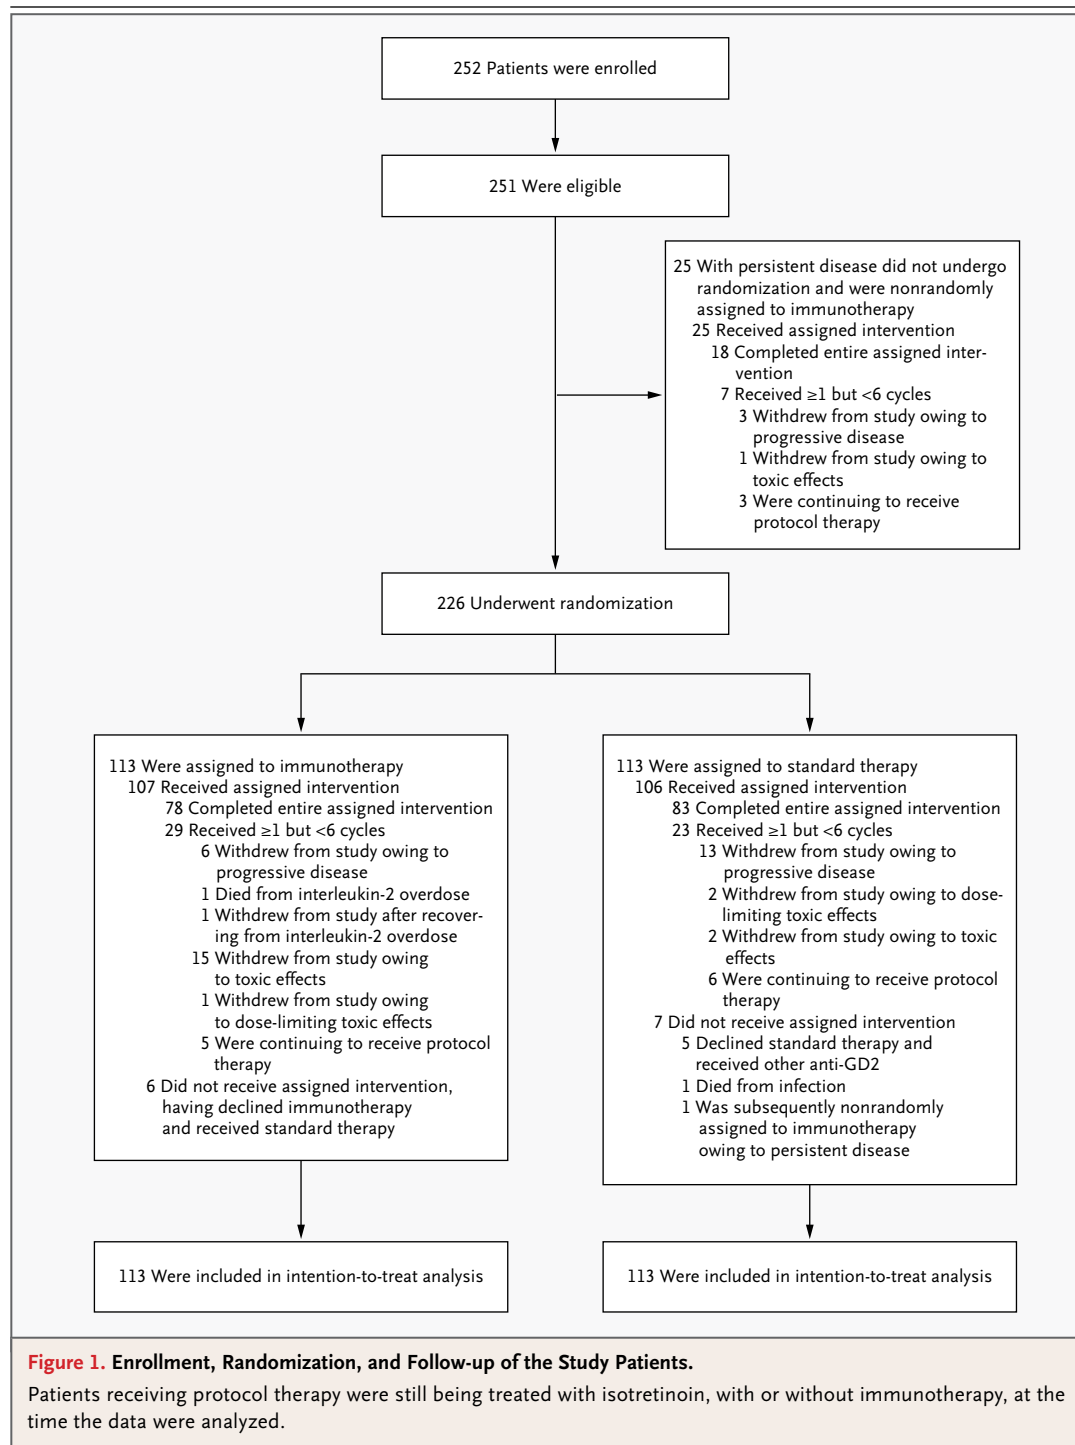 252 Patients were enrolled
251 Were eligible
25 With persistent disease did not undergo
randomization and were nonrandomly
assigned to immunotherapy
25 Received assigned intervention
18 Completed entire assigned inter-
vention
7 Received ≥1 but <6 cycles
3 Withdrew from study owing to
progressive disease
1 Withdrew from study owing to
toxic effects
3 Were continuing to receive
protocol therapy
226 Underwent randomization
113 Were assigned to immunotherapy
107 Received assigned intervention
78 Completed entire assigned intervention
29 Received ≥1 but <6 cycles
6 Withdrew from study owing to
progressive disease
1 Died from interleukin-2 overdose
1 Withdrew from study after recover-
ing from interleukin-2 overdose
15 Withdrew from study owing
to toxic effects
1 Withdrew from study owing
to dose-limiting toxic effects
5 Were continuing to receive protocol
therapy
6 Did not receive assigned intervention,
having declined immunotherapy
and received standard therapy
113 Were assigned to standard therapy
106 Received assigned intervention
83 Completed entire assigned intervention
23 Received ≥1 but <6 cycles
13 Withdrew from study owing to
progressive disease
2 Withdrew from study owing to dose-
limiting toxic effects
2 Withdrew from study owing to toxic
effects
6 Were continuing to receive protocol
therapy
7 Did not receive assigned intervention
5 Declined standard therapy and
received other anti-GD2
1 Died from infection
1 Was subsequently nonrandomly
assigned to immunotherapy
owing to persistent disease
113 Were included in intention-to-treat analysis
113 Were included in intention-to-treat analysis
Figure 1. Enrollment, Randomization, and Follow-up of the Study Patients.
Patients receiving protocol therapy were still being treated with isotretinoin, with or without immunotherapy, at the
time the data were analyzed.